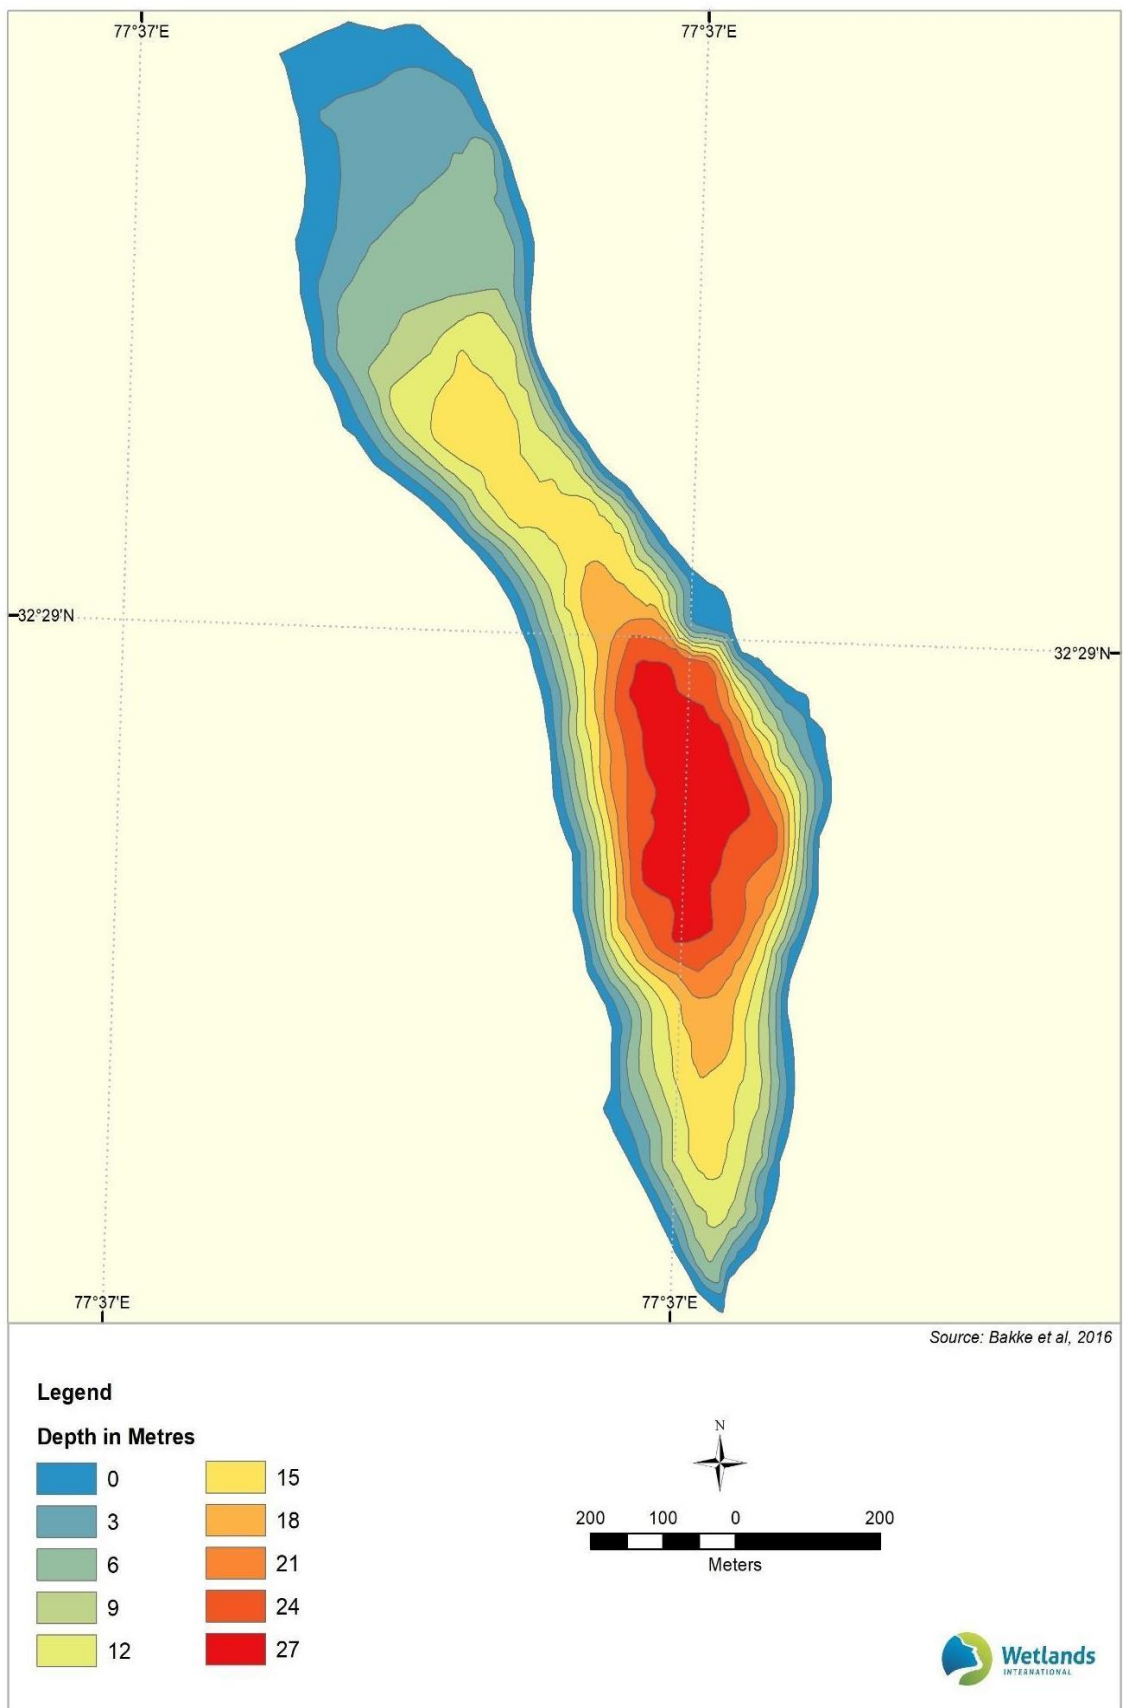 77°37'E 77°37'E
32°29'N
32°29'N
77°37'E 77°37'E
Source: Bakke et al, 2016
Legend
Depth in Metres
0 15
3 18
6 21
9 24
12 27
N
200 100 0 200
Meters
Wetlands
INTERNATIONAL